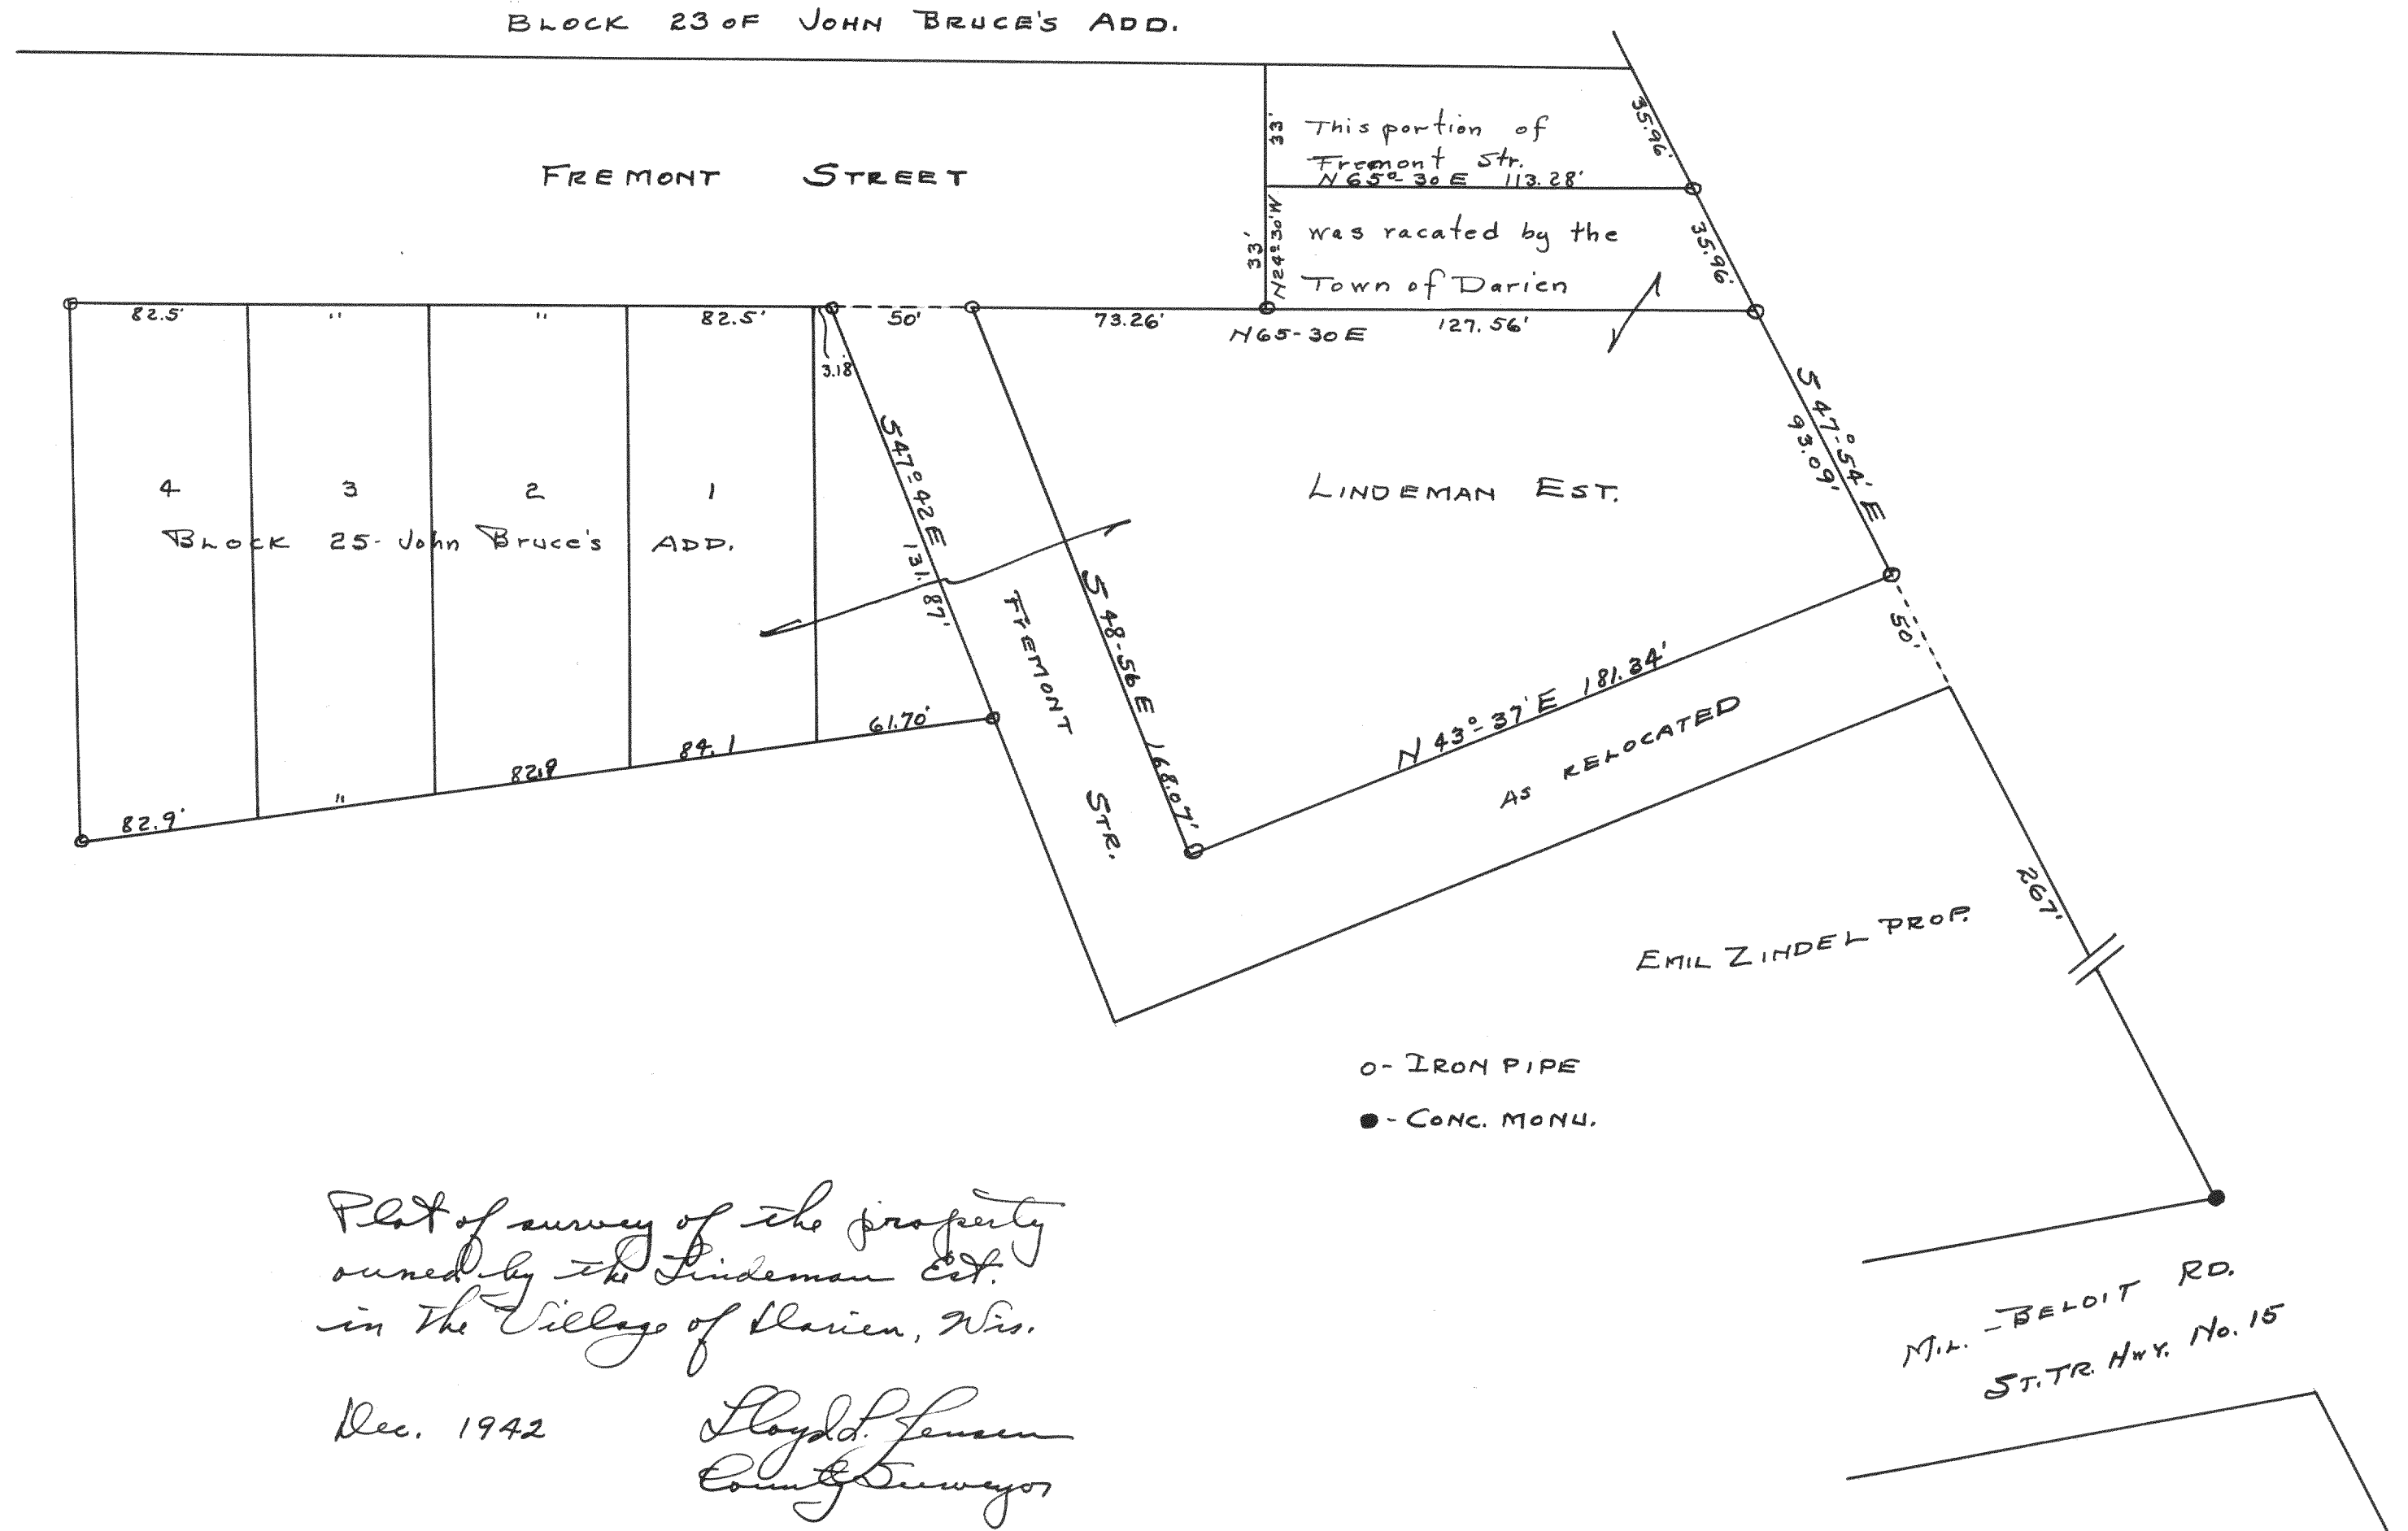 BLOCK 23 OF JOHN BRUCE'S ADD.
35.96'
33'
This portion of
Fremont Str.
N 65°-30 E 113.28'
FREMONT STREET
33'
N 24°-30' W
was racated by the
Town of Darien
35.96'
82.5'
"
"
82.5'
3.18
50'
73.26'
N 65-30 E
127.56'
S 47°-54' E
93.09'
S 47°-42 E
131.87'
4 3 2 1
BLOCK 25- John Bruce's ADD.
LINDEMAN EST.
FREMONT STR.
S 48-56 E 168.07'
N 43°-37' E 181.34'
50'
AS RELOCATED
82.9'
"
82.9
84.1
61.70'
267'
EMIL ZINDEL PROP.
o- IRON PIPE
●- CONC. MONU.
Plat of survey of the property
owned by the Lindeman Est.
in the Village of Darien, Wis.
Dec. 1942
Lloyd L. Jensen
County Surveyor
MIL.-BELOIT RD.
ST. TR. HWY. No. 15